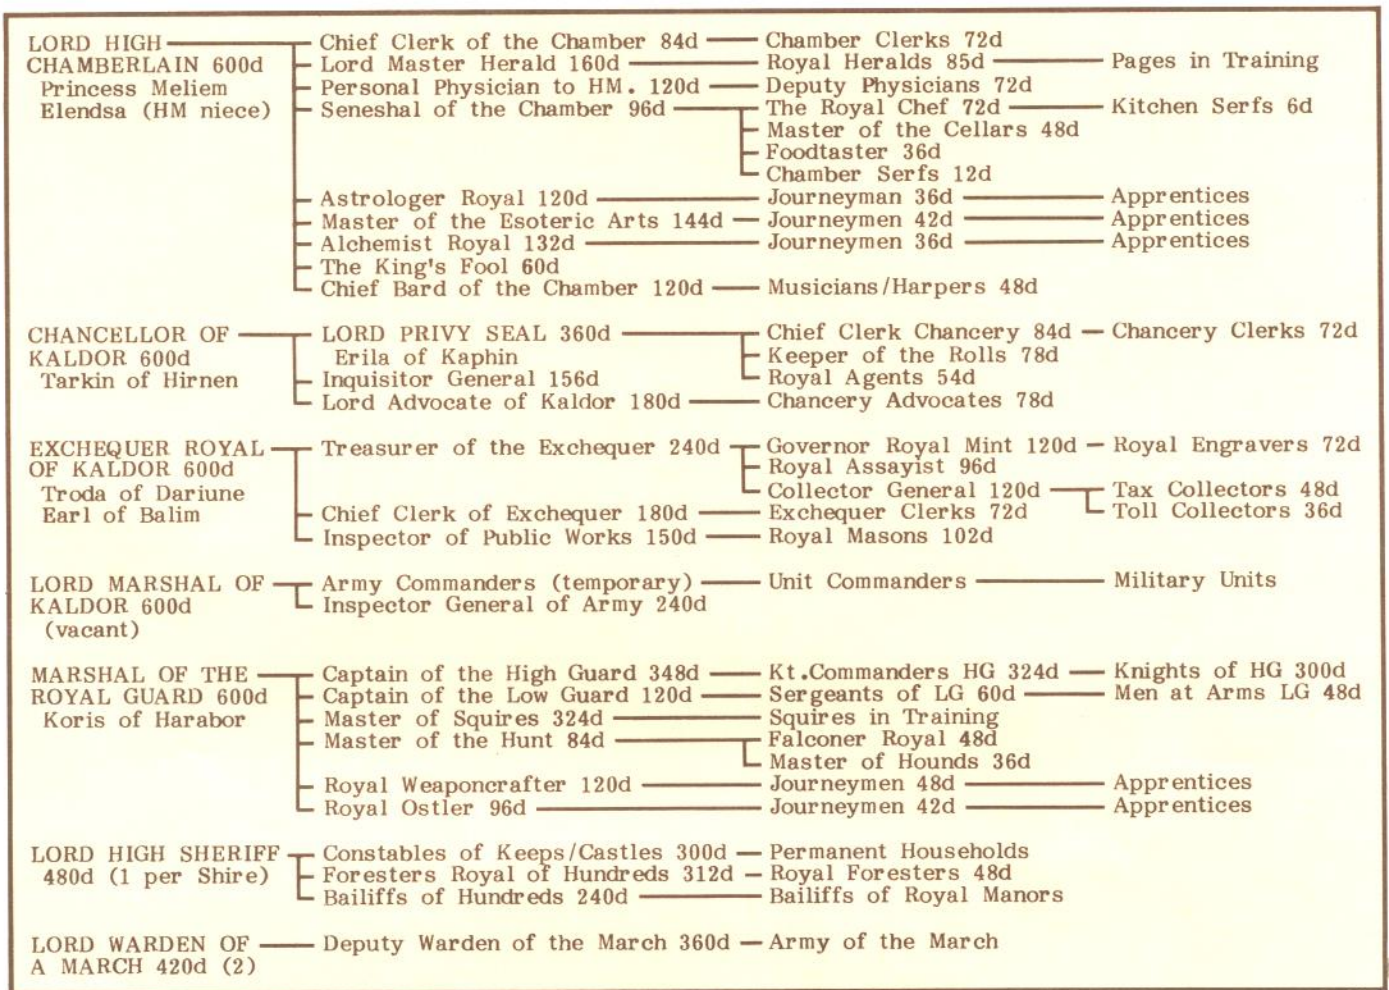 LORD HIGH Chief Clerk of the Chamber 84d Chamber Clerks 72d
CHAMBERLAIN 600d Lord Master Herald 160d Royal Heralds 85d Pages in Training
Princess Meliem Personal Physician to HM. 120d Deputy Physicians 72d
Elendsa (HM niece) Seneshal of the Chamber 96d The Royal Chef 72d Kitchen Serfs 6d
Master of the Cellars 48d
Foodtaster 36d
Chamber Serfs 12d
Astrologer Royal 120d Journeyman 36d Apprentices
Master of the Esoteric Arts 144d Journeymen 42d Apprentices
Alchemist Royal 132d Journeymen 36d Apprentices
The King's Fool 60d
Chief Bard of the Chamber 120d Musicians/Harpers 48d
CHANCELLOR OF LORD PRIVY SEAL 360d Chief Clerk Chancery 84d Chancery Clerks 72d
KALDOR 600d Erila of Kaphin Keeper of the Rolls 78d
Tarkin of Hirnen Inquisitor General 156d Royal Agents 54d
Lord Advocate of Kaldor 180d Chancery Advocates 78d
EXCHEQUER ROYAL Treasurer of the Exchequer 240d Governor Royal Mint 120d Royal Engravers 72d
OF KALDOR 600d Royal Assayist 96d
Troda of Dariune Collector General 120d Tax Collectors 48d
Earl of Balim Chief Clerk of Exchequer 180d Exchequer Clerks 72d Toll Collectors 36d
Inspector of Public Works 150d Royal Masons 102d
LORD MARSHAL OF Army Commanders (temporary) Unit Commanders Military Units
KALDOR 600d Inspector General of Army 240d
(vacant)
MARSHAL OF THE Captain of the High Guard 348d Kt.Commanders HG 324d Knights of HG 300d
ROYAL GUARD 600d Captain of the Low Guard 120d Sergeants of LG 60d Men at Arms LG 48d
Koris of Harabor Master of Squires 324d Squires in Training
Master of the Hunt 84d Falconer Royal 48d
Master of Hounds 36d
Royal Weaponcrafter 120d Journeymen 48d Apprentices
Royal Ostler 96d Journeymen 42d Apprentices
LORD HIGH SHERIFF Constables of Keeps/Castles 300d Permanent Households
480d (1 per Shire) Foresters Royal of Hundreds 312d Royal Foresters 48d
Bailiffs of Hundreds 240d Bailiffs of Royal Manors
LORD WARDEN OF Deputy Warden of the March 360d Army of the March
A MARCH 420d (2)